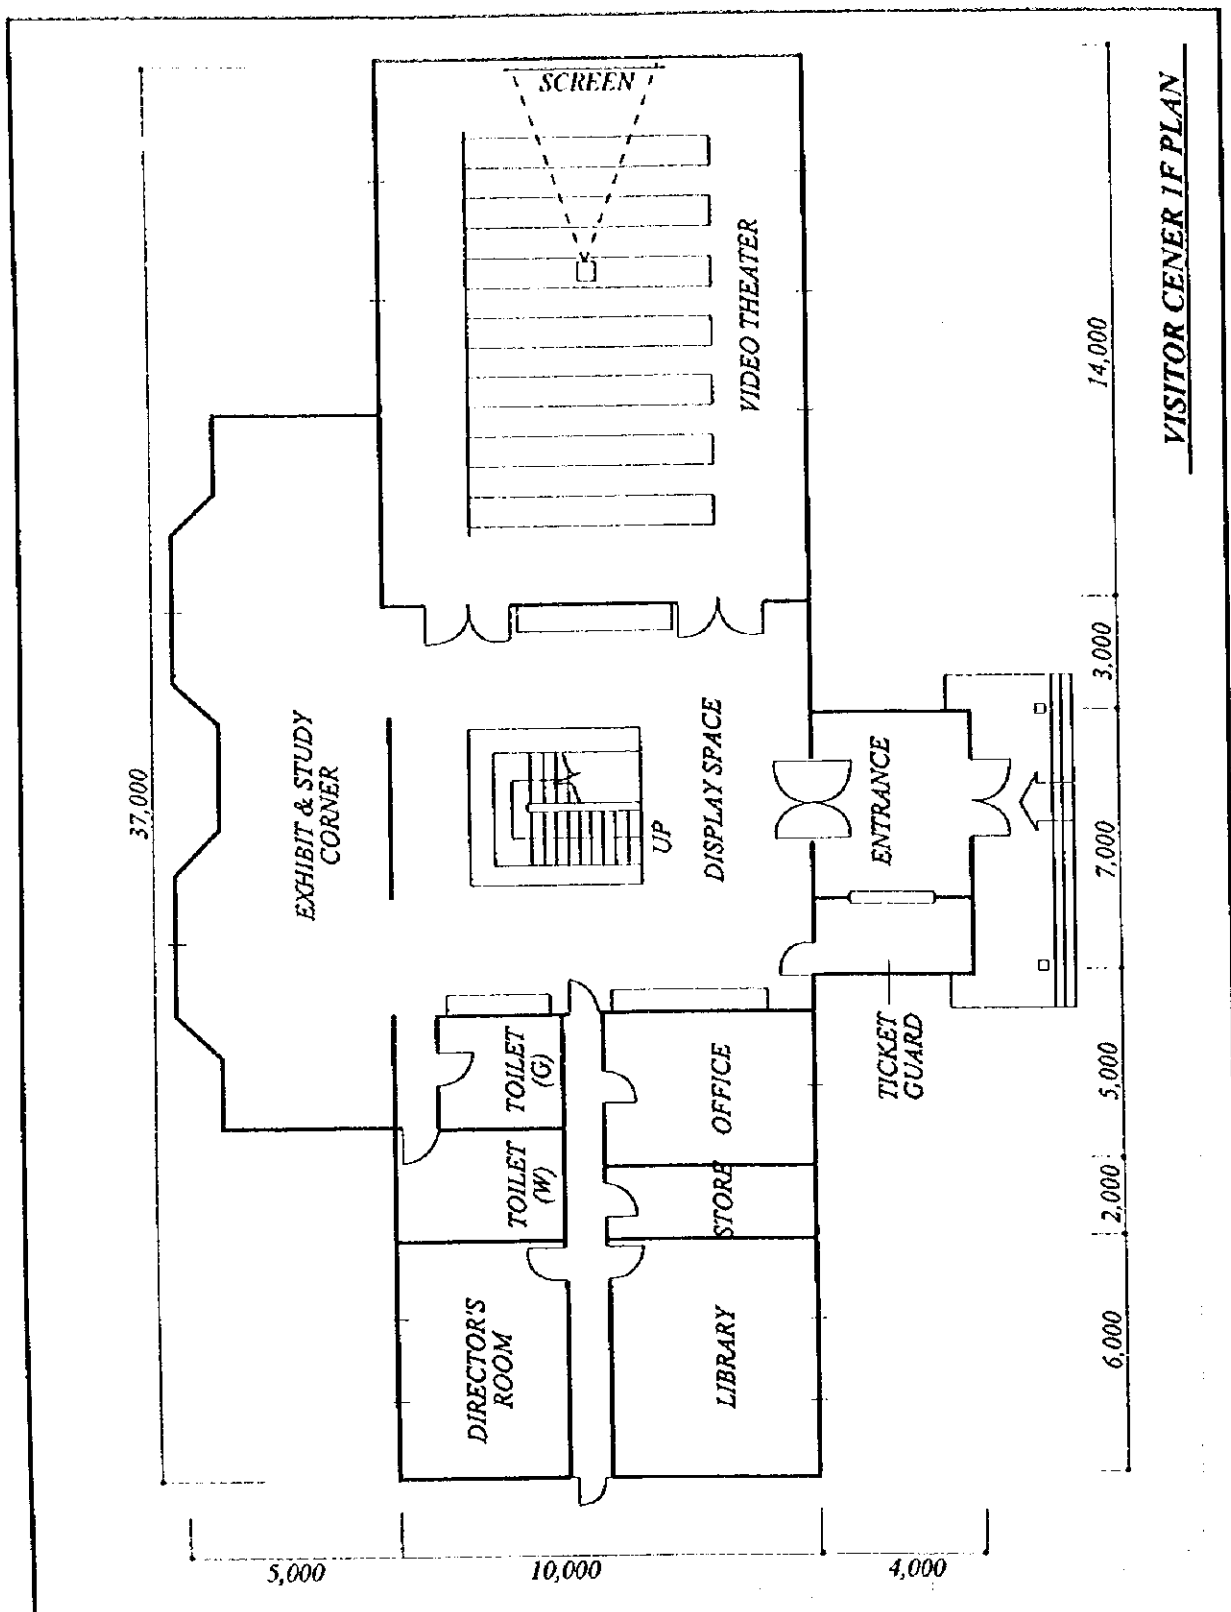 37,000
SCREEN
VIDEO THEATER
EXHIBIT & STUDY
CORNER
UP
DISPLAY SPACE
ENTRANCE
TICKET
GUARD
TOILET
(G)
TOILET
(W)
OFFICE
STORE
DIRECTOR'S
ROOM
LIBRARY
6,000
2,000
5,000
7,000
3,000
14,000
5,000
10,000
4,000
VISITOR CENER 1F PLAN